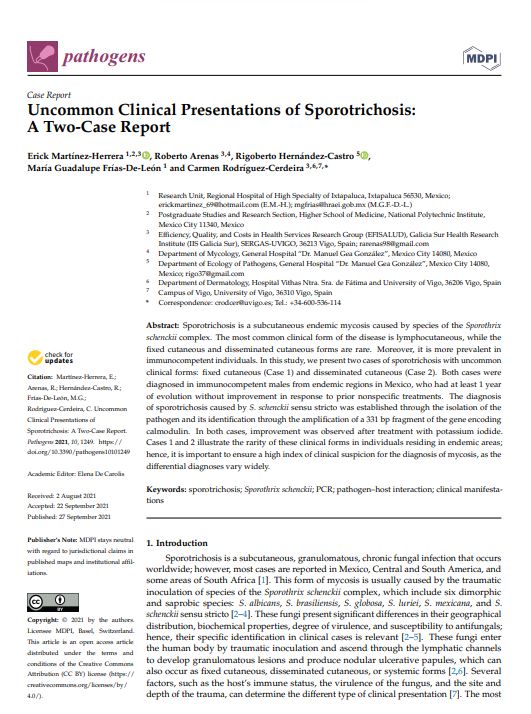 pathogens
MDPI
Case Report
Uncommon Clinical Presentations of Sporotrichosis:
A Two-Case Report
Erick Martínez-Herrera 1,2,3, Roberto Arenas 3,4, Rigoberto Hernández-Castro 5,
María Guadalupe Frías-De-León 1 and Carmen Rodríguez-Cerdeira 3,6,7,*
1 Research Unit, Regional Hospital of High Specialty of Ixtapaluca, Ixtapaluca 56530, Mexico;
erickmartinez_69@hotmail.com (E.M.-H.); mgfrias@hraei.gob.mx (M.G.F.-D.-L.)
2 Postgraduate Studies and Research Section, Higher School of Medicine, National Polytechnic Institute,
Mexico City 11340, Mexico
3 Efficiency, Quality, and Costs in Health Services Research Group (EFISALUD), Galicia Sur Health Research
Institute (IIS Galicia Sur), SERGAS-UVIGO, 36213 Vigo, Spain; rarenas98@gmail.com
4 Department of Mycology, General Hospital “Dr. Manuel Gea González”, Mexico City 14080, Mexico
5 Department of Ecology of Pathogens, General Hospital “Dr. Manuel Gea González”, Mexico City 14080,
Mexico; rigo37@gmail.com
6 Department of Dermatology, Hospital Vithas Ntra. Sra. de Fátima and University of Vigo, 36206 Vigo, Spain
7 Campus of Vigo, University of Vigo, 36310 Vigo, Spain
* Correspondence: crodcer@uvigo.es; Tel.: +34-600-536-114
Abstract: Sporotrichosis is a subcutaneous endemic mycosis caused by species of the Sporothrix
schenckii complex. The most common clinical form of the disease is lymphocutaneous, while the
fixed cutaneous and disseminated cutaneous forms are rare. Moreover, it is more prevalent in
immunocompetent individuals. In this study, we present two cases of sporotrichosis with uncommon
clinical forms: fixed cutaneous (Case 1) and disseminated cutaneous (Case 2). Both cases were
diagnosed in immunocompetent males from endemic regions in Mexico, who had at least 1 year
of evolution without improvement in response to prior nonspecific treatments. The diagnosis
of sporotrichosis caused by S. schenckii sensu stricto was established through the isolation of the
pathogen and its identification through the amplification of a 331 bp fragment of the gene encoding
calmodulin. In both cases, improvement was observed after treatment with potassium iodide.
Cases 1 and 2 illustrate the rarity of these clinical forms in individuals residing in endemic areas;
hence, it is important to ensure a high index of clinical suspicion for the diagnosis of mycosis, as the
differential diagnoses vary widely.
Keywords: sporotrichosis; Sporothrix schenckii; PCR; pathogen–host interaction; clinical manifesta-
tions
check for
updates
Citation: Martínez-Herrera, E.;
Arenas, R.; Hernández-Castro, R.;
Frías-De-León, M.G.;
Rodríguez-Cerdeira, C. Uncommon
Clinical Presentations of
Sporotrichosis: A Two-Case Report.
Pathogens 2021, 10, 1249. https://
doi.org/10.3390/pathogens10101249
Academic Editor: Elena De Carolis
Received: 2 August 2021
Accepted: 22 September 2021
Published: 27 September 2021
Publisher’s Note: MDPI stays neutral
with regard to jurisdictional claims in
published maps and institutional affil-
iations.
CC BY
Copyright: © 2021 by the authors.
Licensee MDPI, Basel, Switzerland.
This article is an open access article
distributed under the terms and
conditions of the Creative Commons
Attribution (CC BY) license (https://
creativecommons.org/licenses/by/
4.0/).
1. Introduction
Sporotrichosis is a subcutaneous, granulomatous, chronic fungal infection that occurs
worldwide; however, most cases are reported in Mexico, Central and South America, and
some areas of South Africa [1]. This form of mycosis is usually caused by the traumatic
inoculation of species of the Sporothrix schenckii complex, which include six dimorphic
and saprobic species: S. albicans, S. brasiliensis, S. globosa, S. luriei, S. mexicana, and S.
schenckii sensu stricto [2–4]. These fungi present significant differences in their geographical
distribution, biochemical properties, degree of virulence, and susceptibility to antifungals;
hence, their specific identification in clinical cases is relevant [2–5]. These fungi enter
the human body by traumatic inoculation and ascend through the lymphatic channels
to develop granulomatous lesions and produce nodular ulcerative papules, which can
also occur as fixed cutaneous, disseminated cutaneous, or systemic forms [2,6]. Several
factors, such as the host’s immune status, the virulence of the fungus, and the site and
depth of the trauma, can determine the different type of clinical presentation [7]. The most